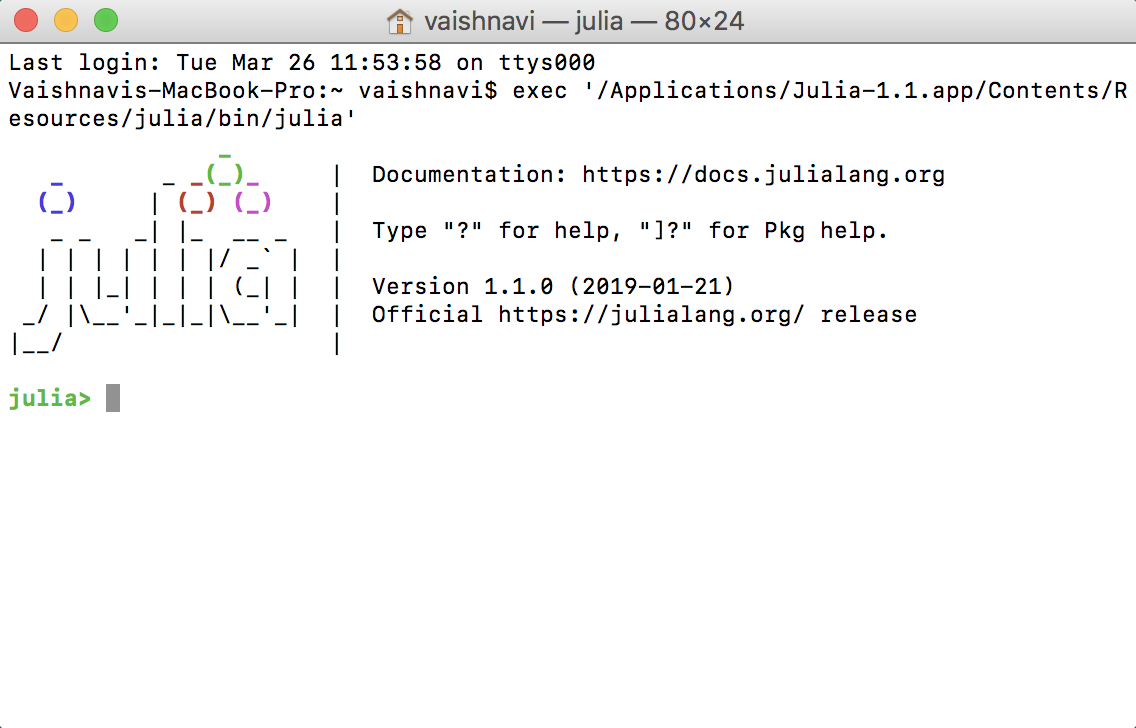 vaishnavi — julia — 80×24
Last login: Tue Mar 26 11:53:58 on ttys000
Vaishnavis-MacBook-Pro:~ vaishnavi$ exec '/Applications/Julia-1.1.app/Contents/R
esources/julia/bin/julia'
               _
   _       _ _(_)_     |  Documentation: https://docs.julialang.org
  (_)     | (_) (_)    |
   _ _   _| |_  __ _   |  Type "?" for help, "]?" for Pkg help.
  | | | | | | |/ _` |  |
  | | |_| | | | (_| |  |  Version 1.1.0 (2019-01-21)
 _/ |\__'_|_|_|\__'_|  |  Official https://julialang.org/ release
|__/                   |
julia>